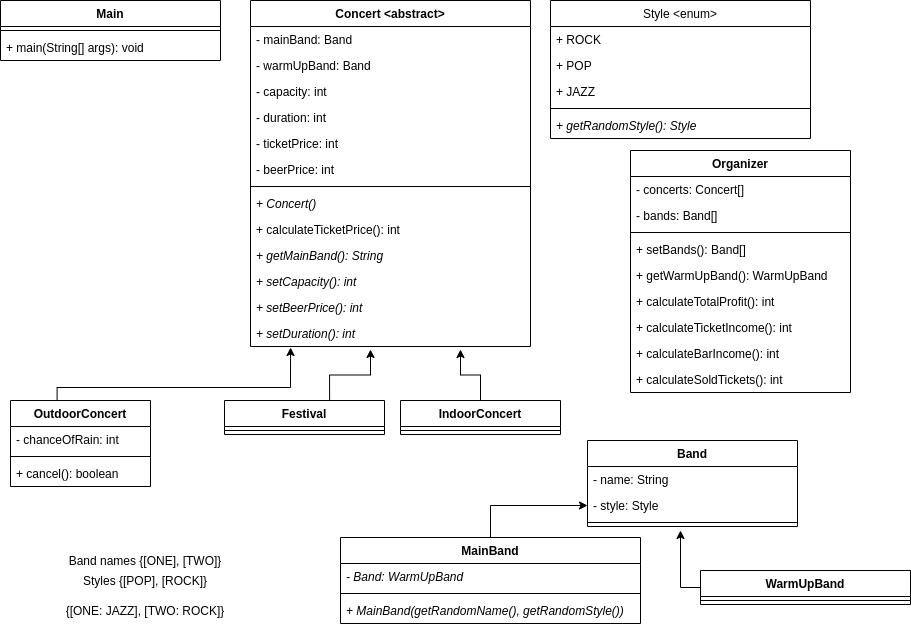 Main
+ main(String[] args): void
Concert <abstract>
- mainBand: Band
- warmUpBand: Band
- capacity: int
- duration: int
- ticketPrice: int
- beerPrice: int
+ Concert()
+ calculateTicketPrice(): int
+ getMainBand(): String
+ setCapacity(): int
+ setBeerPrice(): int
+ setDuration(): int
Style <enum>
+ ROCK
+ POP
+ JAZZ
+ getRandomStyle(): Style
Organizer
- concerts: Concert[]
- bands: Band[]
+ setBands(): Band[]
+ getWarmUpBand(): WarmUpBand
+ calculateTotalProfit(): int
+ calculateTicketIncome(): int
+ calculateBarIncome(): int
+ calculateSoldTickets(): int
OutdoorConcert
- chanceOfRain: int
+ cancel(): boolean
Festival
IndoorConcert
Band
- name: String
- style: Style
MainBand
- Band: WarmUpBand
+ MainBand(getRandomName(), getRandomStyle())
WarmUpBand
Band names {[ONE], [TWO]}
Styles {[POP], [ROCK]}
{[ONE: JAZZ], [TWO: ROCK]}